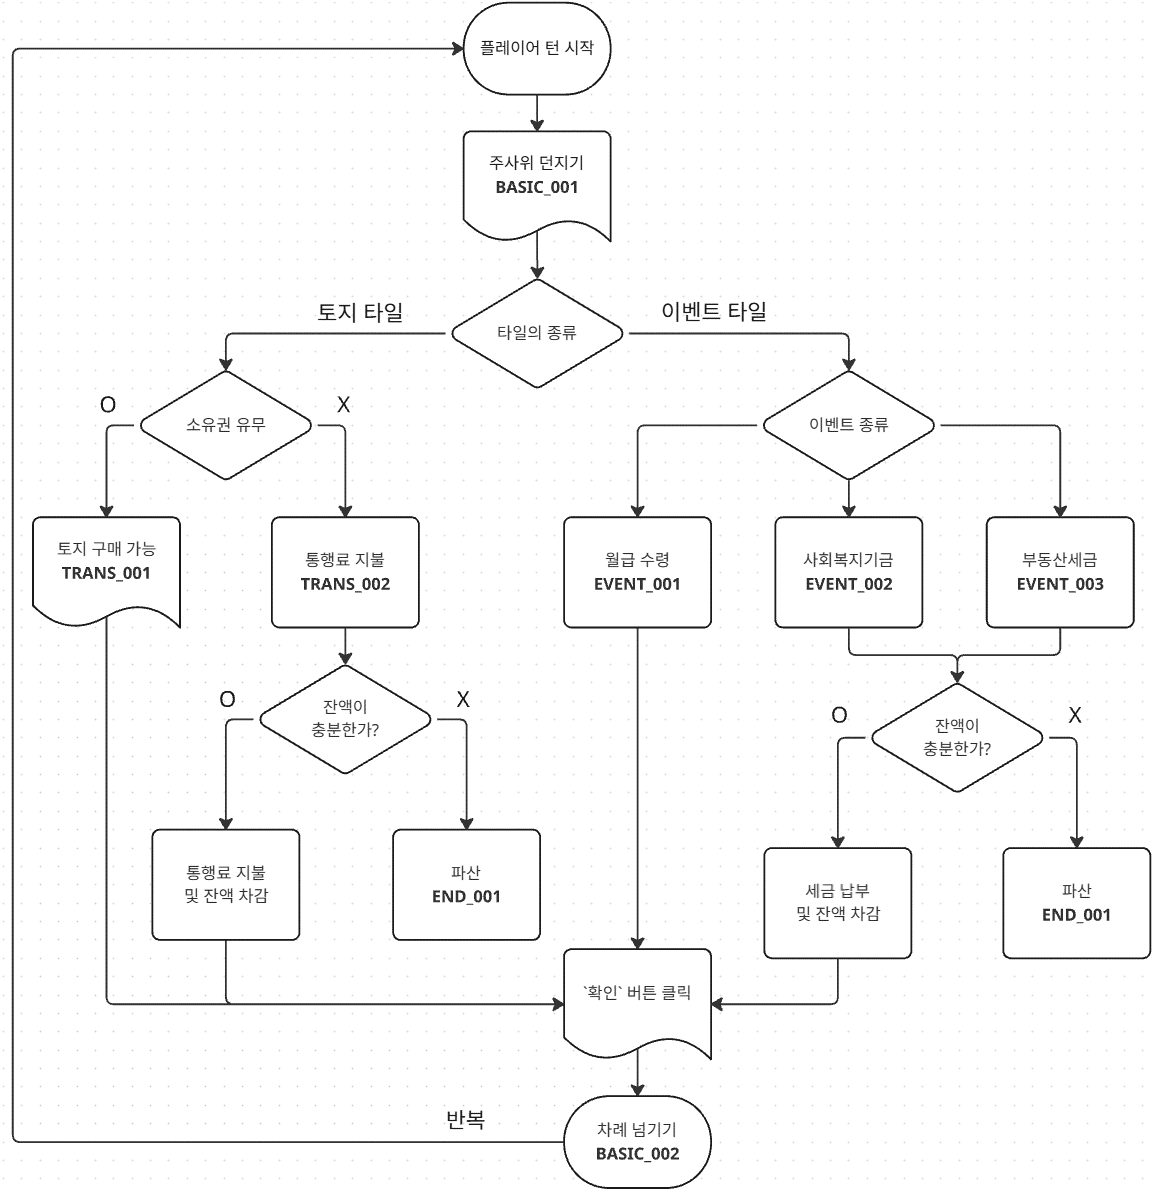 플레이어 턴 시작
주사위 던지기
BASIC_001
토지 타일
이벤트 타일
타일의 종류
O
소유권 유무
X
이벤트 종류
토지 구매 가능
TRANS_001
통행료 지불
TRANS_002
월급 수령
EVENT_001
사회복지기금
EVENT_002
부동산세금
EVENT_003
O
잔액이
충분한가?
X
O
잔액이
충분한가?
X
통행료 지불
및 잔액 차감
파산
END_001
세금 납부
및 잔액 차감
파산
END_001
`확인` 버튼 클릭
반복
차례 넘기기
BASIC_002